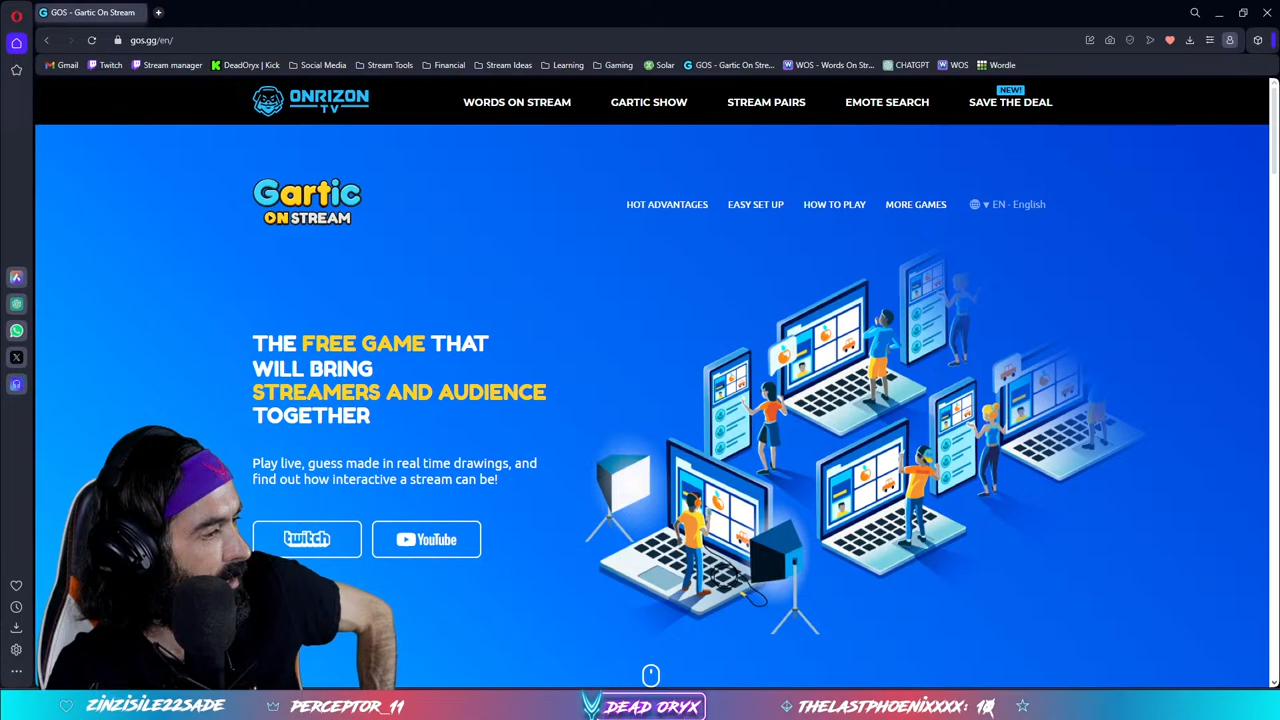 GOS - Gartic On Stream
gos.gg/en/
Gmail
Twitch
Stream manager
DeadOryx | Kick
Social Media
Stream Tools
Financial
Stream Ideas
Learning
Gaming
Solar
GOS - Gartic On Stre...
WOS - Words On Str...
CHATGPT
WOS
Wordle
ONRIZON
TV
WORDS ON STREAM
GARTIC SHOW
STREAM PAIRS
EMOTE SEARCH
NEW!
SAVE THE DEAL
Gartic
ON STREAM
HOT ADVANTAGES
EASY SET UP
HOW TO PLAY
MORE GAMES
EN - English
THE FREE GAME THAT
WILL BRING
STREAMERS AND AUDIENCE
TOGETHER
Play live, guess made in real time drawings, and
find out how interactive a stream can be!
twitch
YouTube
ZINZISILE22SADE
PERCEPTOR_11
DEAD ORYX
THELASTPHOENIXXXX: